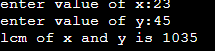 enter value of x:23
enter value of y:45
lcm of x and y is 1035